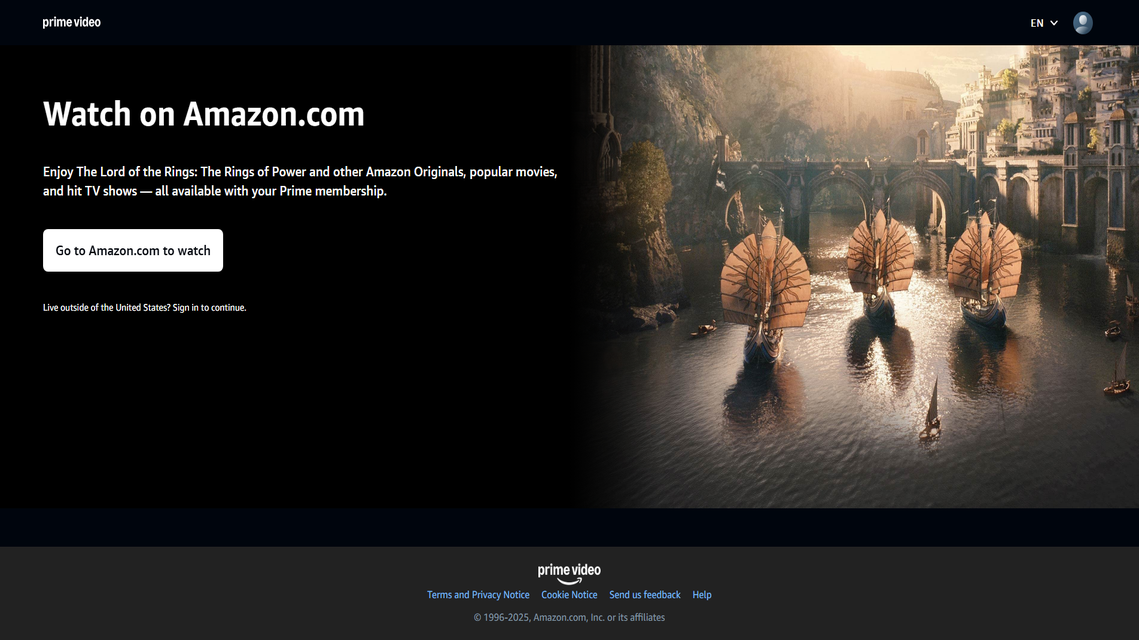 prime video
EN
Watch on Amazon.com
Enjoy The Lord of the Rings: The Rings of Power and other Amazon Originals, popular movies,
and hit TV shows — all available with your Prime membership.
Go to Amazon.com to watch
Live outside of the United States? Sign in to continue.
prime video
Terms and Privacy Notice Cookie Notice Send us feedback Help
© 1996-2025, Amazon.com, Inc. or its affiliates